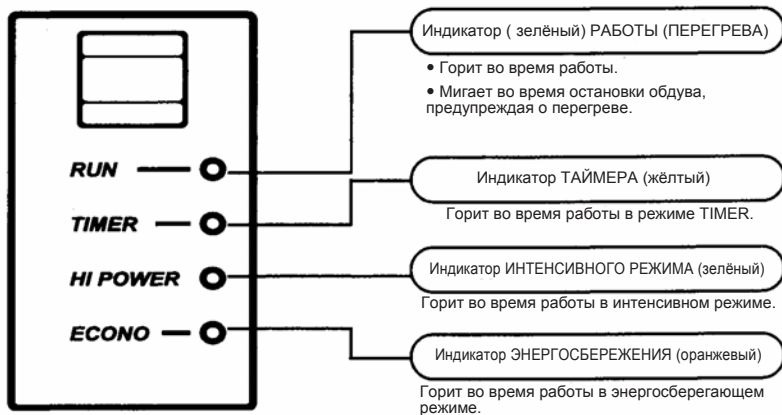 Индикатор ( зелёный) РАБОТЫ (ПЕРЕГРЕВА)
• Горит во время работы.
• Мигает во время остановки обдува,
предупреждая о перегреве.
RUN
Индикатор ТАЙМЕРА (жёлтый)
TIMER
Горит во время работы в режиме TIMER.
HI POWER
Индикатор ИНТЕНСИВНОГО РЕЖИМА (зелёный)
Горит во время работы в интенсивном режиме.
ECONO
Индикатор ЭНЕРГОСБЕРЕЖЕНИЯ (оранжевый)
Горит во время работы в энергосберегающем
режиме.